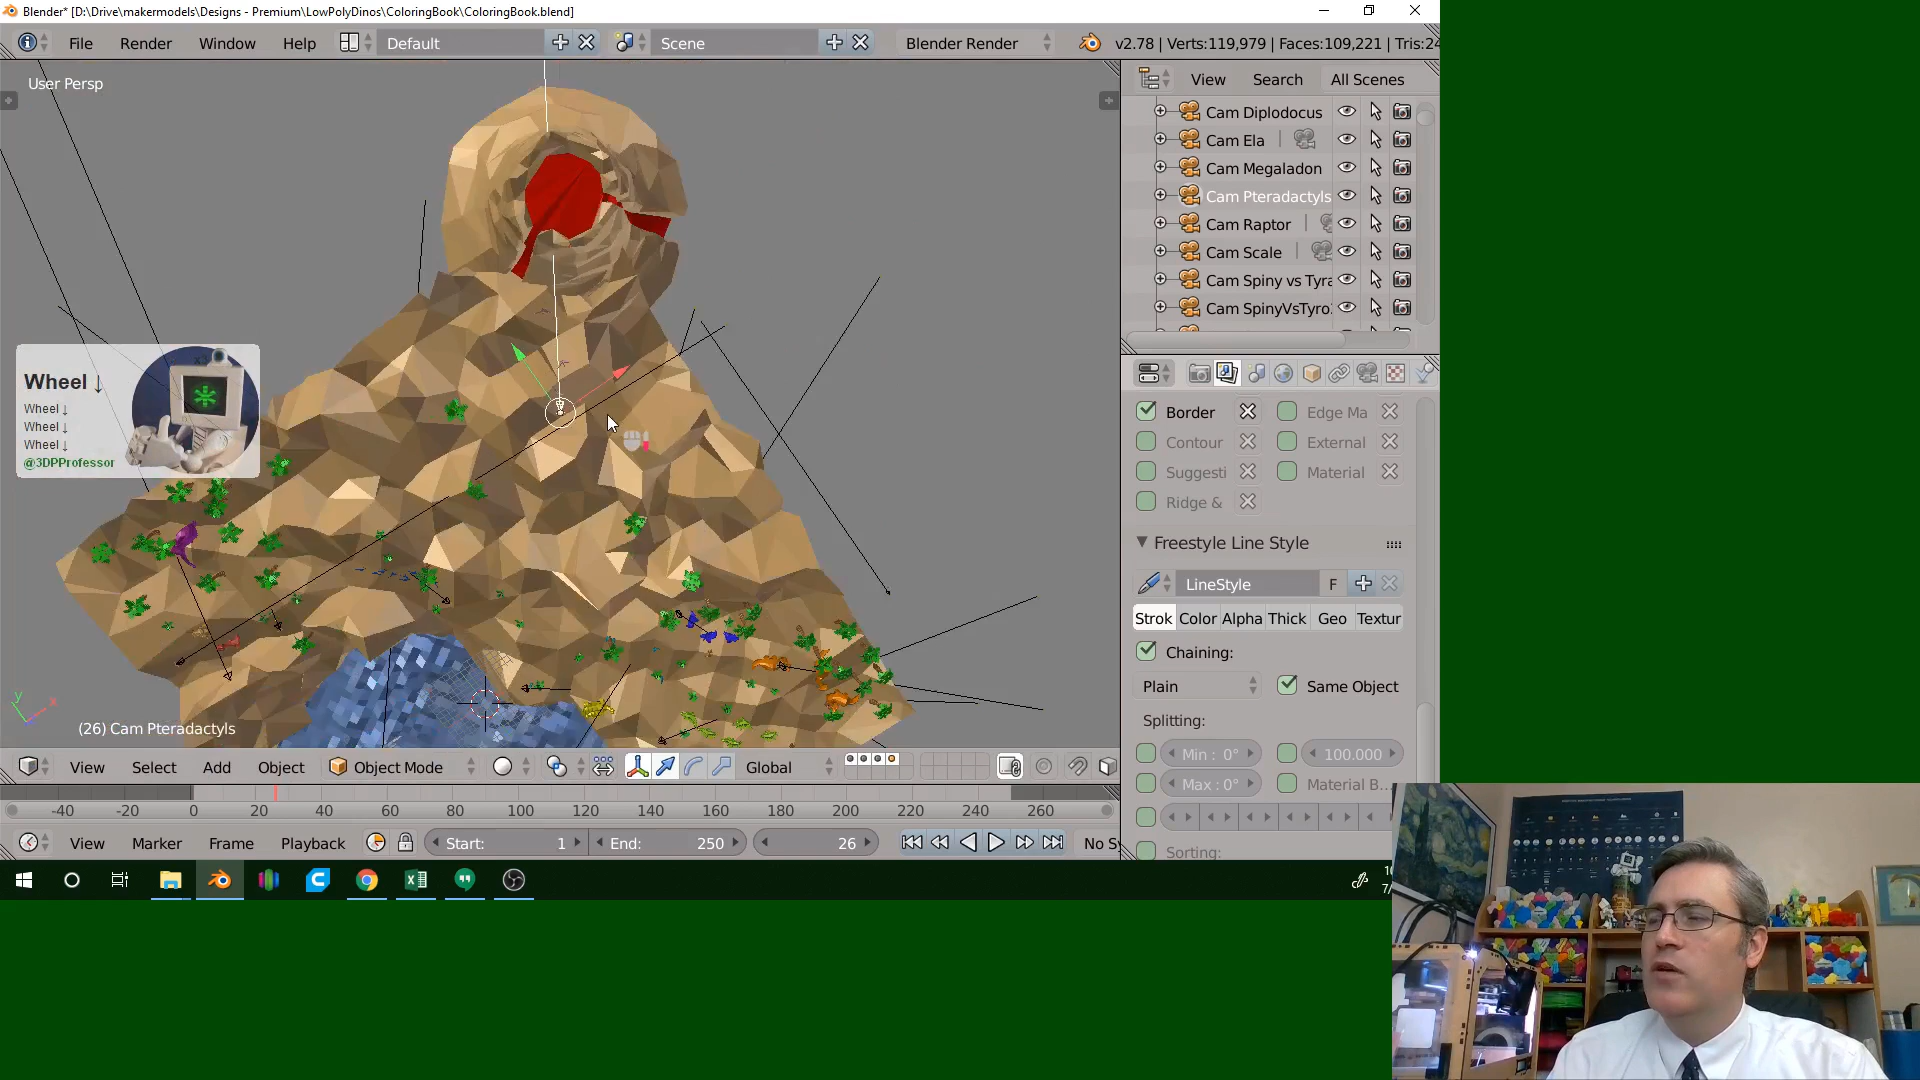 Blender* [D:\Drive\makermodels\Designs - Premium\LowPolyDinos\ColoringBook\ColoringBook.blend]
File Render Window Help Default Scene Blender Render v2.78 | Verts:119,979 | Faces:109,221 | Tris:24
User Persp
View Search All Scenes
Cam Diplodocus
Cam Ela
Cam Megaladon
Cam Pteradactyls
Cam Raptor
Cam Scale
Cam Spiny vs Tyra
Cam SpinyVsTyro
Wheel ↓
Wheel ↓
Wheel ↓
Wheel ↓
@3DPProfessor
x3
Border Edge Ma
Contour External
Suggesti Material
Ridge &
Freestyle Line Style
LineStyle F
Strok Color Alpha Thick Geo Textur
Chaining:
Plain Same Object
Splitting:
Min : 0° 100.000
Max : 0° Material B...
Sorting:
y x
(26) Cam Pteradactyls
View Select Add Object Object Mode Global
-40 -20 0 20 40 60 80 100 120 140 160 180 200 220 240 260
View Marker Frame Playback Start: 1 End: 250 26 No Sy